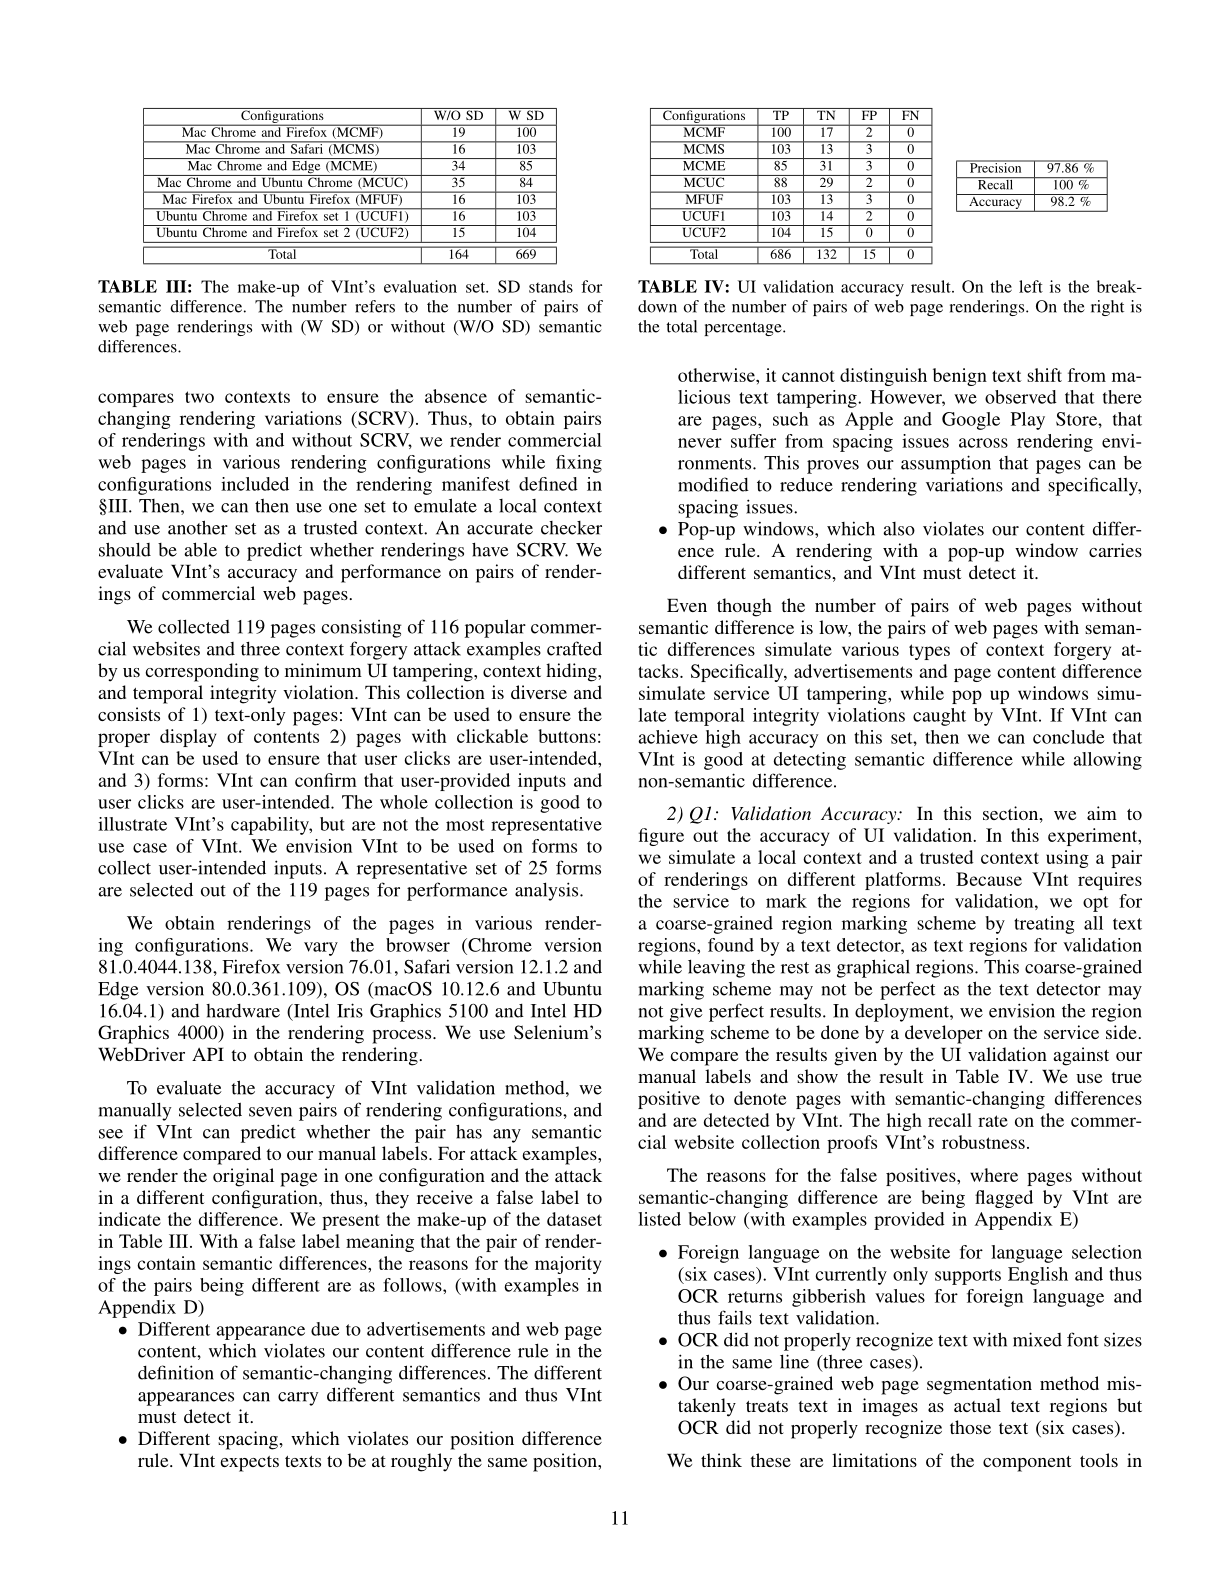 Configurations W/O SD W SD
Mac Chrome and Firefox (MCMF) 19 100
Mac Chrome and Safari (MCMS) 16 103
Mac Chrome and Edge (MCME) 34 85
Mac Chrome and Ubuntu Chrome (MCUC) 35 84
Mac Firefox and Ubuntu Firefox (MFUF) 16 103
Ubuntu Chrome and Firefox set 1 (UCUF1) 16 103
Ubuntu Chrome and Firefox set 2 (UCUF2) 15 104
Total 164 669
TABLE III: The make-up of VInt's evaluation set. SD stands for
semantic difference. The number refers to the number of pairs of
web page renderings with (W SD) or without (W/O SD) semantic
differences.
compares two contexts to ensure the absence of semantic-
changing rendering variations (SCRV). Thus, to obtain pairs
of renderings with and without SCRV, we render commercial
web pages in various rendering configurations while fixing
configurations included in the rendering manifest defined in
§III. Then, we can then use one set to emulate a local context
and use another set as a trusted context. An accurate checker
should be able to predict whether renderings have SCRV. We
evaluate VInt's accuracy and performance on pairs of render-
ings of commercial web pages.
We collected 119 pages consisting of 116 popular commer-
cial websites and three context forgery attack examples crafted
by us corresponding to minimum UI tampering, context hiding,
and temporal integrity violation. This collection is diverse and
consists of 1) text-only pages: VInt can be used to ensure the
proper display of contents 2) pages with clickable buttons:
VInt can be used to ensure that user clicks are user-intended,
and 3) forms: VInt can confirm that user-provided inputs and
user clicks are user-intended. The whole collection is good to
illustrate VInt's capability, but are not the most representative
use case of VInt. We envision VInt to be used on forms to
collect user-intended inputs. A representative set of 25 forms
are selected out of the 119 pages for performance analysis.
We obtain renderings of the pages in various render-
ing configurations. We vary the browser (Chrome version
81.0.4044.138, Firefox version 76.01, Safari version 12.1.2 and
Edge version 80.0.361.109), OS (macOS 10.12.6 and Ubuntu
16.04.1) and hardware (Intel Iris Graphics 5100 and Intel HD
Graphics 4000) in the rendering process. We use Selenium's
WebDriver API to obtain the rendering.
To evaluate the accuracy of VInt validation method, we
manually selected seven pairs of rendering configurations, and
see if VInt can predict whether the pair has any semantic
difference compared to our manual labels. For attack examples,
we render the original page in one configuration and the attack
in a different configuration, thus, they receive a false label to
indicate the difference. We present the make-up of the dataset
in Table III. With a false label meaning that the pair of render-
ings contain semantic differences, the reasons for the majority
of the pairs being different are as follows, (with examples in
Appendix D)
• Different appearance due to advertisements and web page
content, which violates our content difference rule in the
definition of semantic-changing differences. The different
appearances can carry different semantics and thus VInt
must detect it.
• Different spacing, which violates our position difference
rule. VInt expects texts to be at roughly the same position,
Configurations TP TN FP FN
MCMF 100 17 2 0
MCMS 103 13 3 0
MCME 85 31 3 0
MCUC 88 29 2 0
MFUF 103 13 3 0
UCUF1 103 14 2 0
UCUF2 104 15 0 0
Total 686 132 15 0
Precision 97.86 %
Recall 100 %
Accuracy 98.2 %
TABLE IV: UI validation accuracy result. On the left is the break-
down of the number of pairs of web page renderings. On the right is
the total percentage.
otherwise, it cannot distinguish benign text shift from ma-
licious text tampering. However, we observed that there
are pages, such as Apple and Google Play Store, that
never suffer from spacing issues across rendering envi-
ronments. This proves our assumption that pages can be
modified to reduce rendering variations and specifically,
spacing issues.
• Pop-up windows, which also violates our content differ-
ence rule. A rendering with a pop-up window carries
different semantics, and VInt must detect it.
Even though the number of pairs of web pages without
semantic difference is low, the pairs of web pages with seman-
tic differences simulate various types of context forgery at-
tacks. Specifically, advertisements and page content difference
simulate service UI tampering, while pop up windows simu-
late temporal integrity violations caught by VInt. If VInt can
achieve high accuracy on this set, then we can conclude that
VInt is good at detecting semantic difference while allowing
non-semantic difference.
2) Q1: Validation Accuracy: In this section, we aim to
figure out the accuracy of UI validation. In this experiment,
we simulate a local context and a trusted context using a pair
of renderings on different platforms. Because VInt requires
the service to mark the regions for validation, we opt for
a coarse-grained region marking scheme by treating all text
regions, found by a text detector, as text regions for validation
while leaving the rest as graphical regions. This coarse-grained
marking scheme may not be perfect as the text detector may
not give perfect results. In deployment, we envision the region
marking scheme to be done by a developer on the service side.
We compare the results given by the UI validation against our
manual labels and show the result in Table IV. We use true
positive to denote pages with semantic-changing differences
and are detected by VInt. The high recall rate on the commer-
cial website collection proofs VInt's robustness.
The reasons for the false positives, where pages without
semantic-changing difference are being flagged by VInt are
listed below (with examples provided in Appendix E)
• Foreign language on the website for language selection
(six cases). VInt currently only supports English and thus
OCR returns gibberish values for foreign language and
thus fails text validation.
• OCR did not properly recognize text with mixed font sizes
in the same line (three cases).
• Our coarse-grained web page segmentation method mis-
takenly treats text in images as actual text regions but
OCR did not properly recognize those text (six cases).
We think these are limitations of the component tools in
11